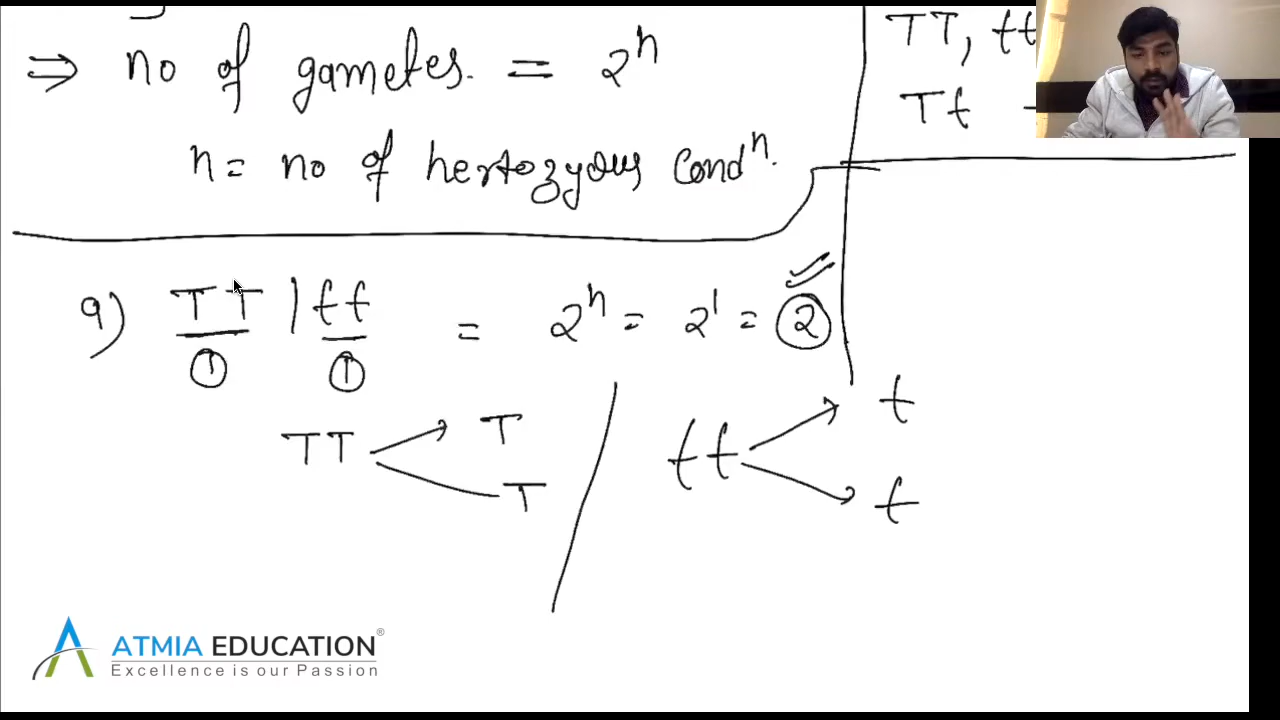 ⇒ no of gametes. = 2ⁿ
n = no of hertozyous condⁿ.
TT, tt
Tt
a) TT | tt = 2ⁿ = 2¹ = 2
1 1
TT T T
tt t t
ATMIA EDUCATION®
Excellence is our Passion